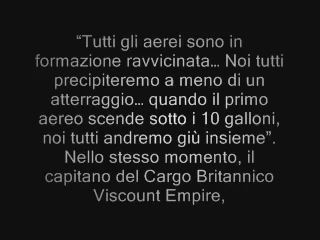 “Tutti gli aerei sono in
formazione ravvicinata… Noi tutti
precipiteremo a meno di un
atterraggio… quando il primo
aereo scende sotto i 10 galloni,
noi tutti andremo giù insieme”.
Nello stesso momento, il
capitano del Cargo Britannico
Viscount Empire,